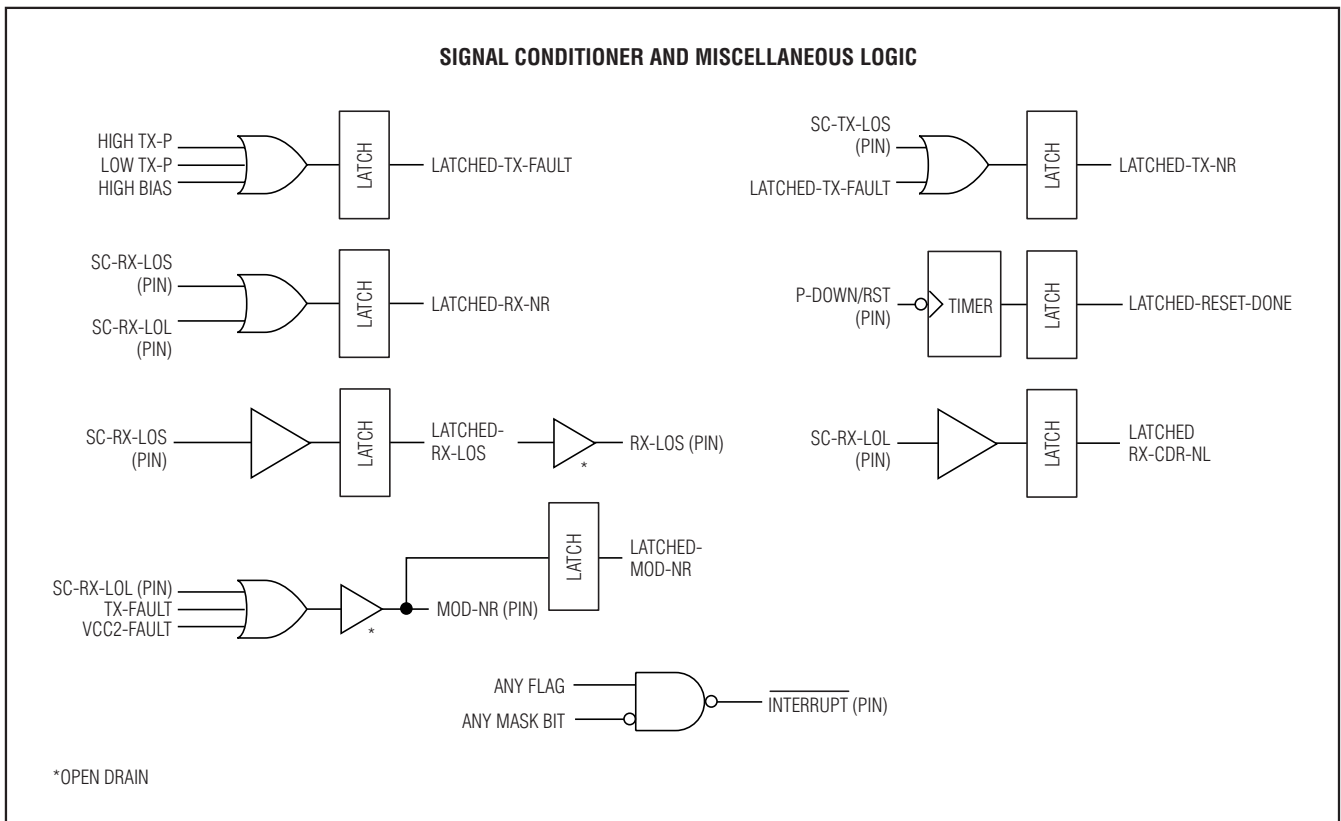 SIGNAL CONDITIONER AND MISCELLANEOUS LOGIC
HIGH TX-P
LOW TX-P
HIGH BIAS
LATCH
LATCHED-TX-FAULT
SC-TX-LOS
(PIN)
LATCHED-TX-FAULT
LATCH
LATCHED-TX-NR
SC-RX-LOS
(PIN)
SC-RX-LOL
(PIN)
LATCH
LATCHED-RX-NR
P-DOWN/RST
(PIN)
TIMER
LATCH
LATCHED-RESET-DONE
SC-RX-LOS
(PIN)
LATCH
LATCHED-
RX-LOS
*
RX-LOS (PIN)
SC-RX-LOL
(PIN)
LATCH
LATCHED
RX-CDR-NL
SC-RX-LOL (PIN)
TX-FAULT
VCC2-FAULT
*
MOD-NR (PIN)
LATCH
LATCHED-
MOD-NR
ANY FLAG
ANY MASK BIT
INTERRUPT (PIN)
*OPEN DRAIN